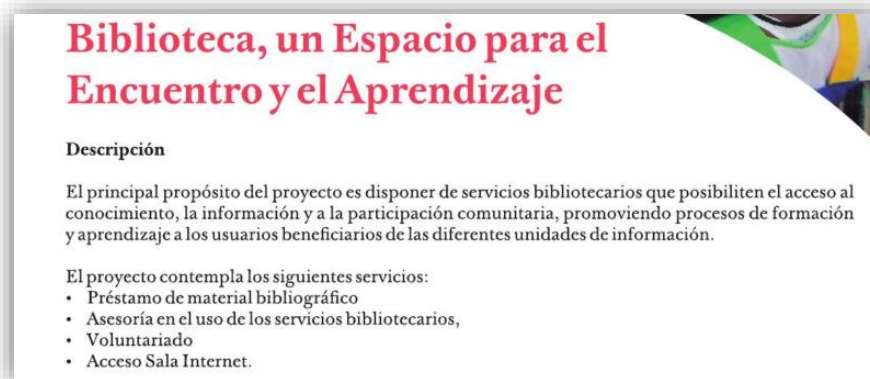 Biblioteca, un Espacio para el
Encuentro y el Aprendizaje
Descripción
El principal propósito del proyecto es disponer de servicios bibliotecarios que posibiliten el acceso al
conocimiento, la información y a la participación comunitaria, promoviendo procesos de formación
y aprendizaje a los usuarios beneficiarios de las diferentes unidades de información.
El proyecto contempla los siguientes servicios:
• Préstamo de material bibliográfico
• Asesoría en el uso de los servicios bibliotecarios,
• Voluntariado
• Acceso Sala Internet.